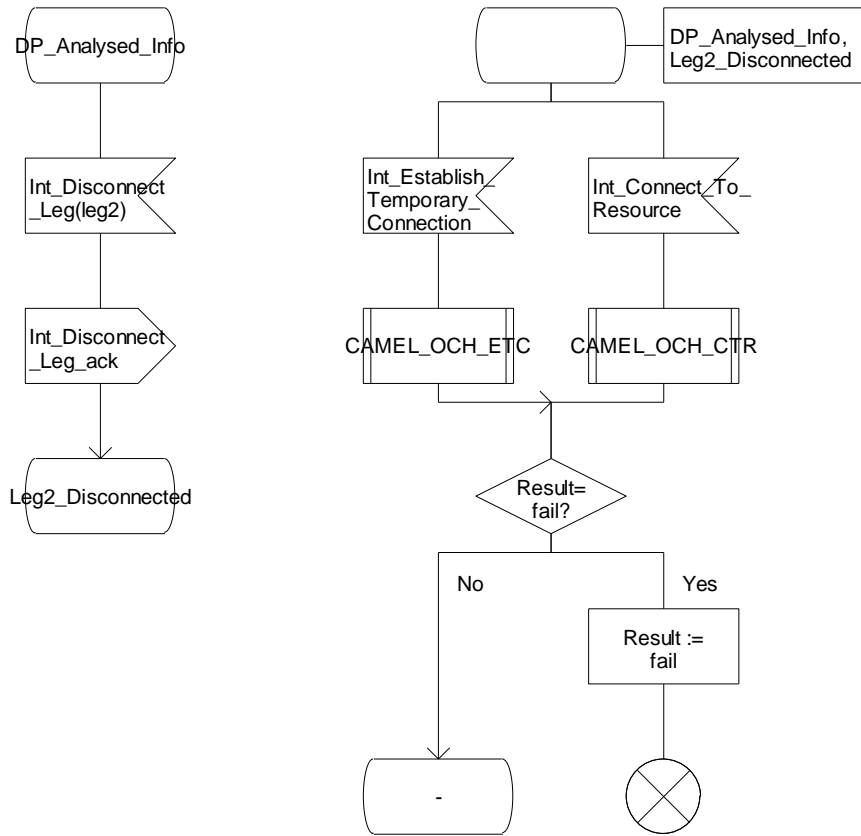 DP_Analysed_Info
Int_Disconnect
_Leg(leg2)
Int_Disconnect
_Leg_ack
Leg2_Disconnected
DP_Analysed_Info,
Leg2_Disconnected
Int_Establish_
Temporary_
Connection
Int_Connect_To_
Resource
CAMEL_OCH_ETC
CAMEL_OCH_CTR
Result=
fail?
No
Yes
Result :=
fail
-